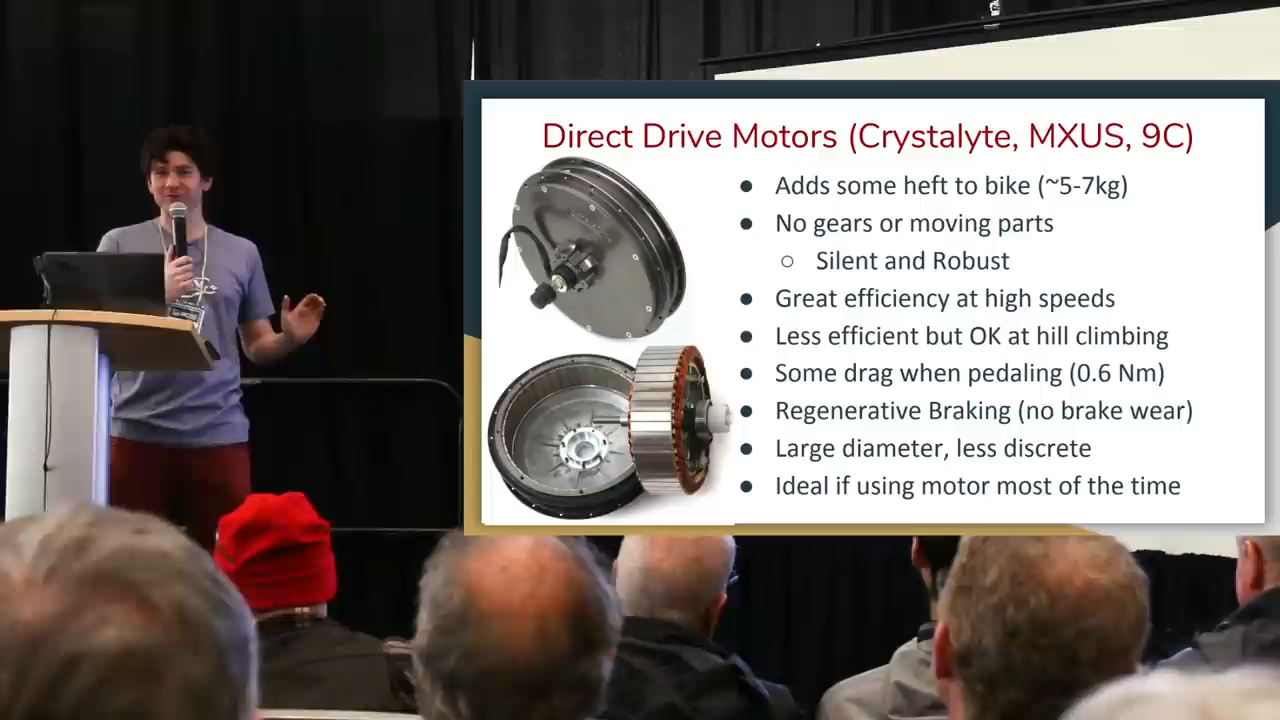 Direct Drive Motors (Crystalyte, MXUS, 9C)
● Adds some heft to bike (~5-7kg)
● No gears or moving parts
○ Silent and Robust
● Great efficiency at high speeds
● Less efficient but OK at hill climbing
● Some drag when pedaling (0.6 Nm)
● Regenerative Braking (no brake wear)
● Large diameter, less discrete
● Ideal if using motor most of the time